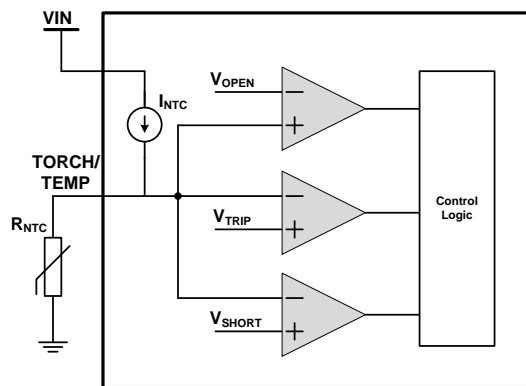 VIN
INTC
VOPEN
−
+
TORCH/
TEMP
−
VTRIP
+
Control
Logic
RNTC
−
VSHORT
+